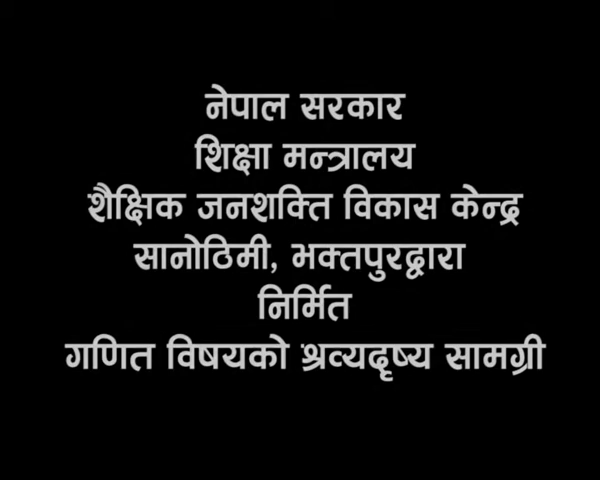 नेपाल सरकार
शिक्षा मन्त्रालय
शैक्षिक जनशक्ति विकास केन्द्र
सानोठिमी, भक्तपुरद्वारा
निर्मित
गणित विषयको श्रव्यदृष्य सामग्री